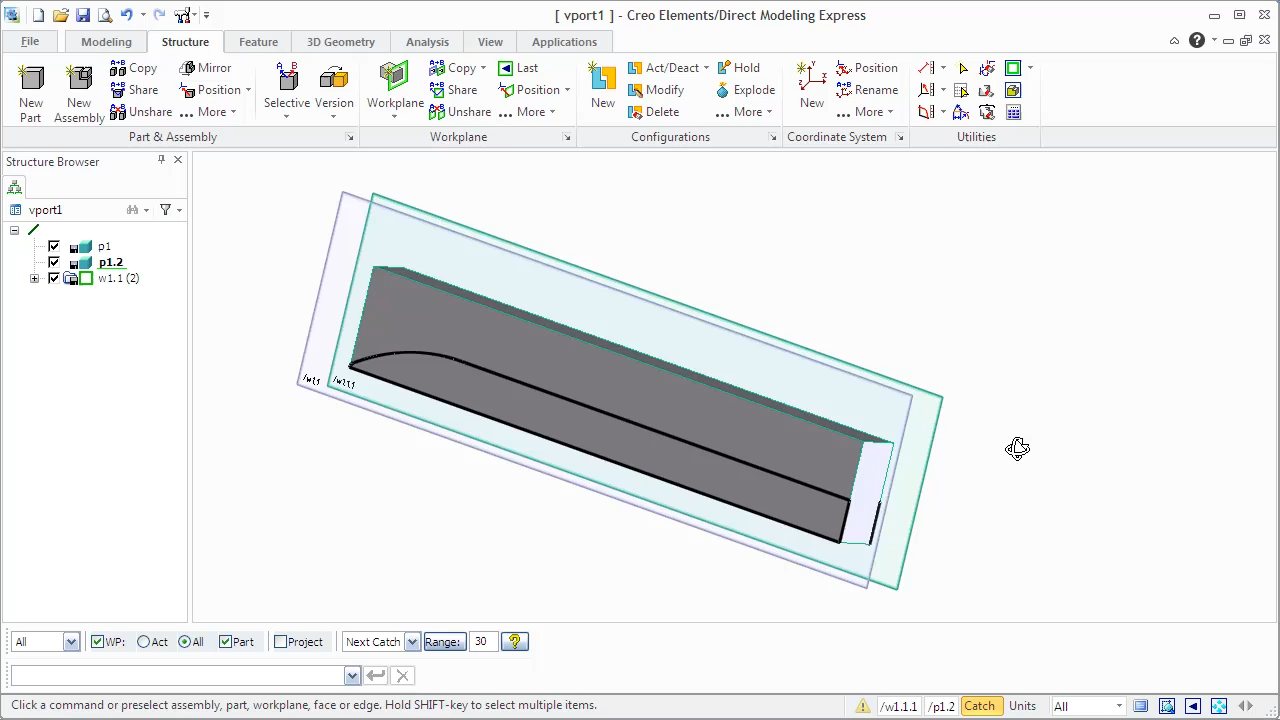 [ vport1 ] - Creo Elements/Direct Modeling Express
File
Modeling
Structure
Feature
3D Geometry
Analysis
View
Applications
New Part
New Assembly
Copy
Share
Unshare
Mirror
Position
More
Selective
Version
Part & Assembly
Workplane
Copy
Share
Unshare
Last
Position
More
Workplane
New
Act/Deact
Modify
Delete
Hold
Explode
More
Configurations
New
Position
Rename
More
Coordinate System
Utilities
Structure Browser
vport1
p1
p1.2
w1.1 (2)
All
WP:
Act
All
Part
Project
Next Catch
Range:
30
Click a command or preselect assembly, part, workplane, face or edge. Hold SHIFT-key to select multiple items.
/w1.1.1
/p1.2
Catch
Units
All